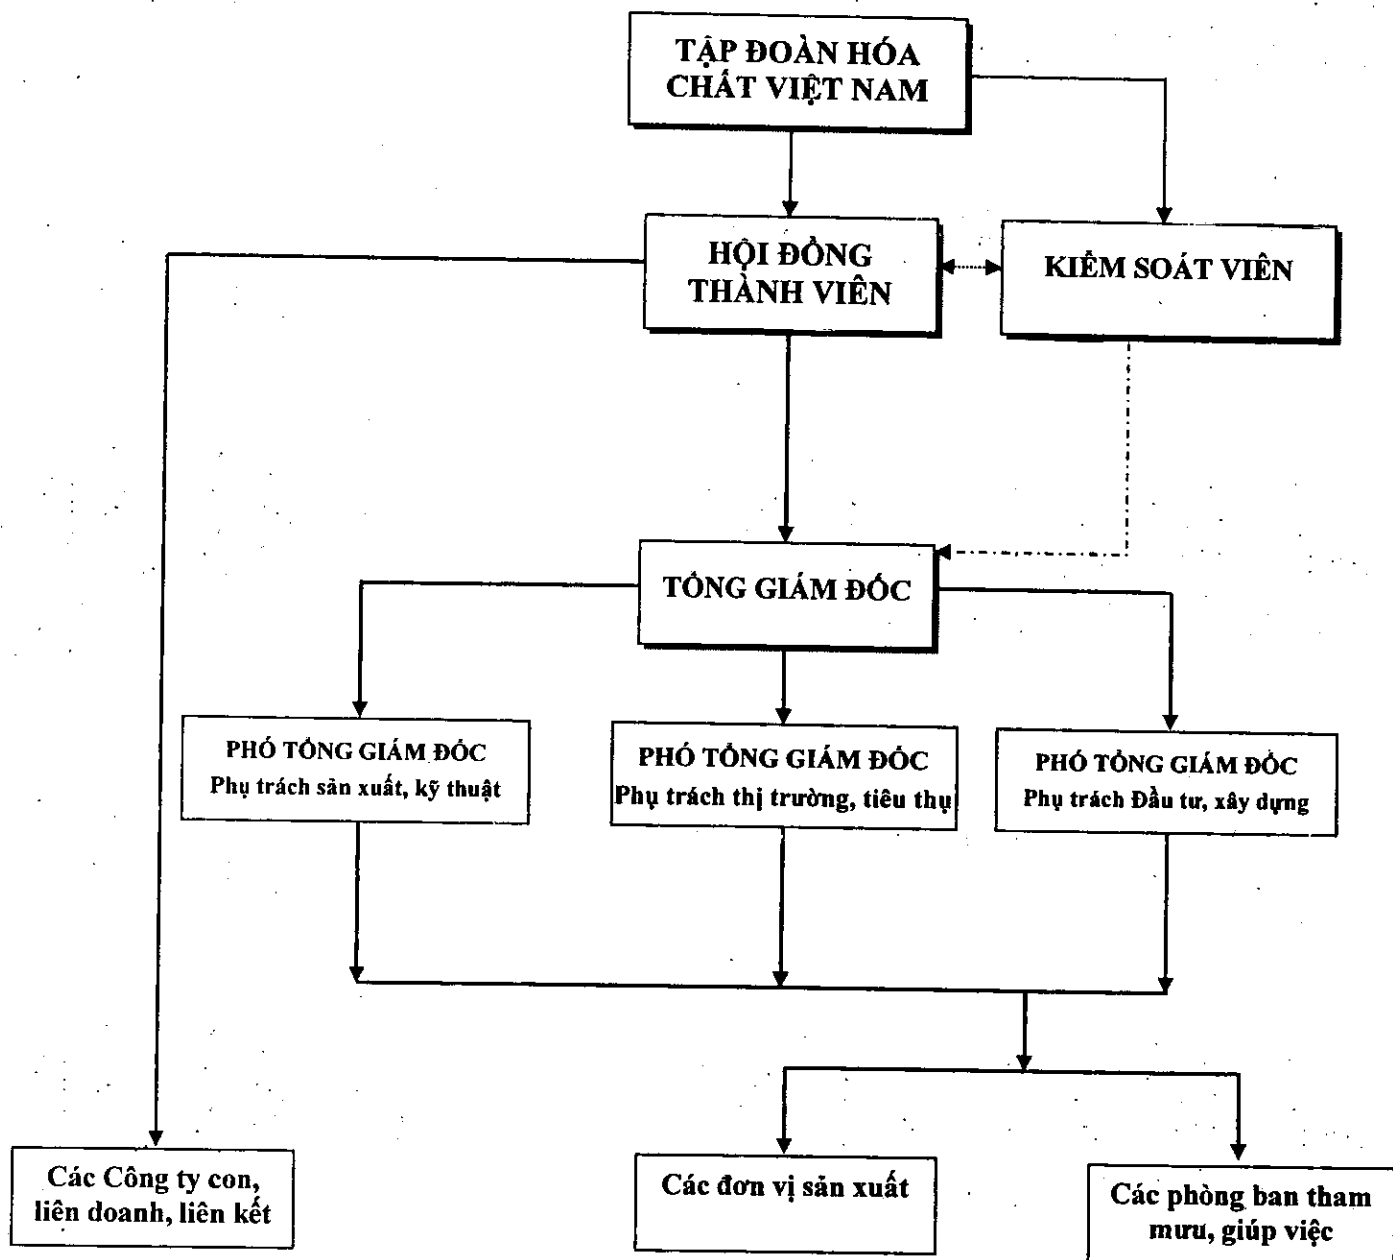 TẬP ĐOÀN HÓA
CHẤT VIỆT NAM
HỘI ĐỒNG
THÀNH VIÊN
KIỂM SOÁT VIÊN
TỔNG GIÁM ĐỐC
PHÓ TỔNG GIÁM ĐỐC
Phụ trách sản xuất, kỹ thuật
PHÓ TỔNG GIÁM ĐỐC
Phụ trách thị trường, tiêu thụ
PHÓ TỔNG GIÁM ĐỐC
Phụ trách Đầu tư, xây dựng
Các Công ty con,
liên doanh, liên kết
Các đơn vị sản xuất
Các phòng ban tham
mưu, giúp việc